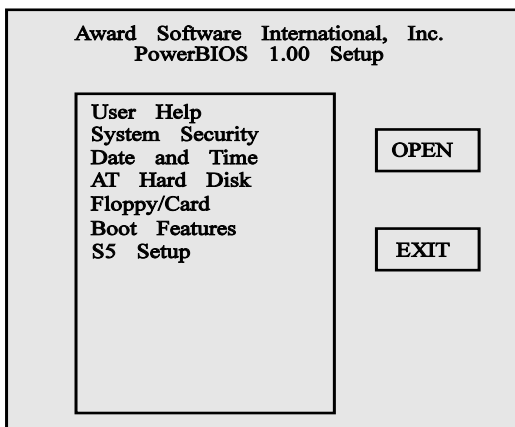 Award Software International, Inc.
PowerBIOS 1.00 Setup
User Help
System Security
Date and Time
AT Hard Disk
Floppy/Card
Boot Features
S5 Setup
OPEN
EXIT